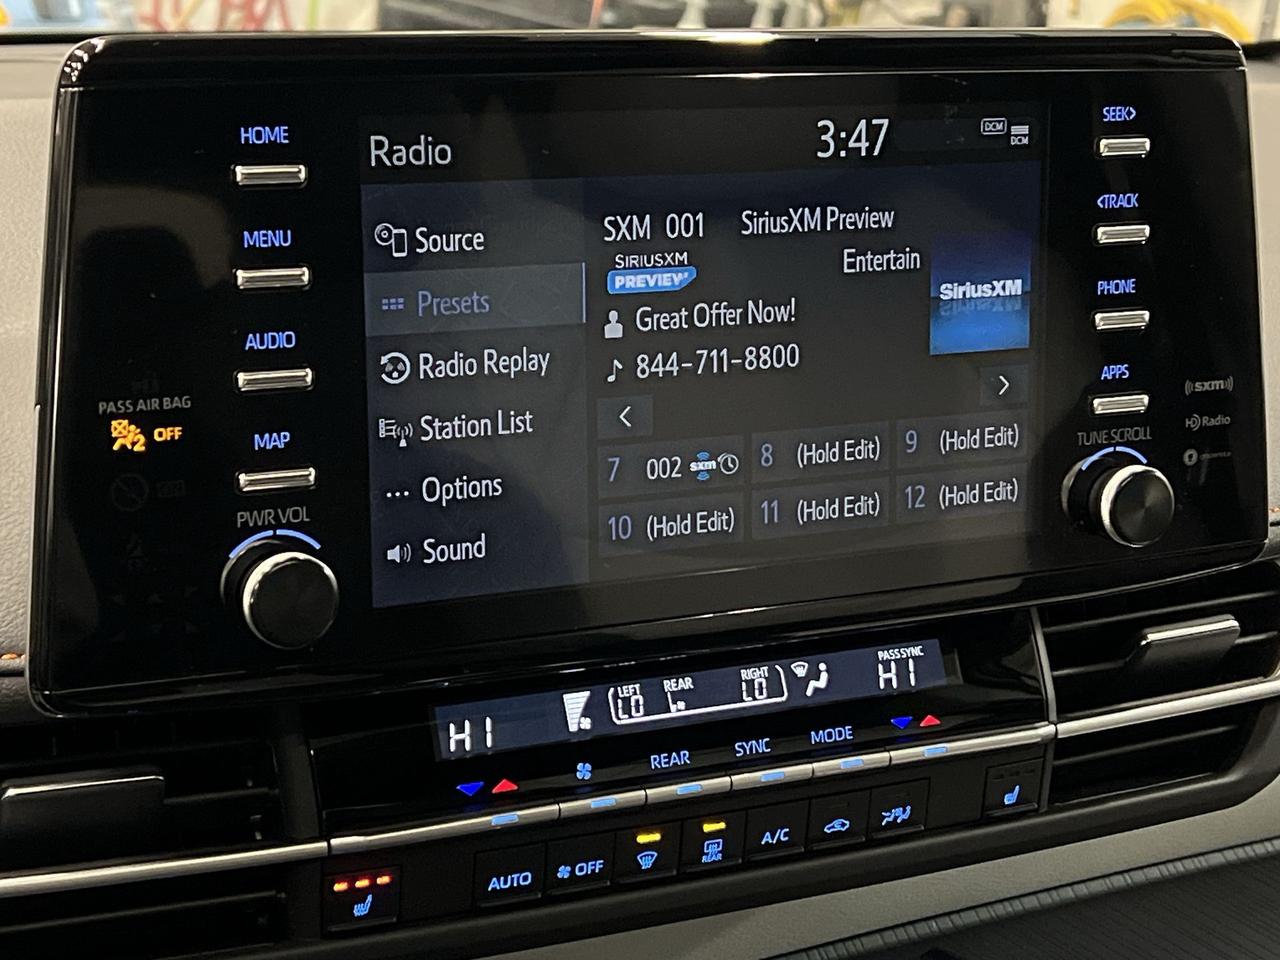 HOME
MENU
AUDIO
MAP
PWR VOL
PASS AIR BAG
2 OFF
Radio
3:47
DCM
DCM
Source
Presets
Radio Replay
Station List
Options
Sound
SXM 001 SiriusXM Preview
SIRIUSXM
PREVIEW
Entertain
SiriusXM
Great Offer Now!
844-711-8800
7 002 sxm
8 (Hold Edit)
9 (Hold Edit)
10 (Hold Edit)
11 (Hold Edit)
12 (Hold Edit)
SEEK>
<TRACK
PHONE
APPS
TUNE SCROLL
((sxm))
HD Radio
HI
LEFT
LO
REAR
RIGHT
LO
PASS SYNC
HI
REAR
SYNC
MODE
AUTO
OFF
REAR
A/C